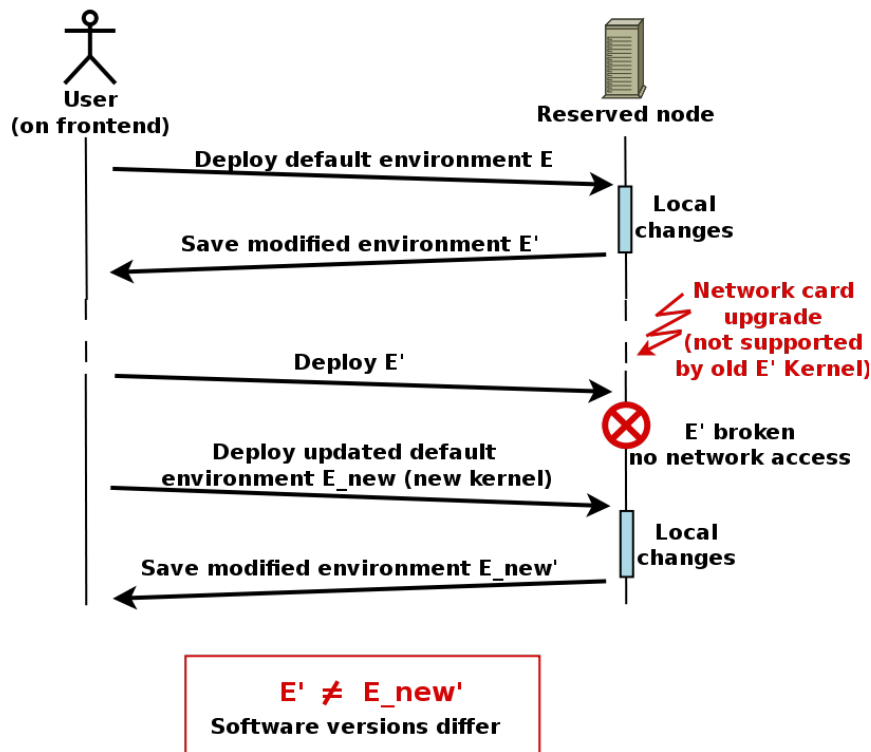 User
(on frontend)
Reserved node
Deploy default environment E
Local
changes
Save modified environment E'
Network card
upgrade
(not supported
by old E' Kernel)
Deploy E'
E' broken
no network access
Deploy updated default
environment E_new (new kernel)
Local
changes
Save modified environment E_new'
E' ≠ E_new'
Software versions differ